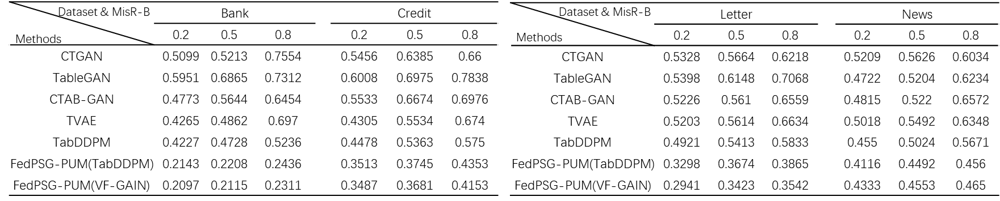 Dataset & MisR-B Bank Credit
Methods 0.2 0.5 0.8 0.2 0.5 0.8
CTGAN 0.5099 0.5213 0.7554 0.5456 0.6385 0.66
TableGAN 0.5951 0.6865 0.7312 0.6008 0.6975 0.7838
CTAB-GAN 0.4773 0.5644 0.6454 0.5533 0.6674 0.6976
TVAE 0.4265 0.4862 0.697 0.4305 0.5534 0.674
TabDDPM 0.4227 0.4728 0.5236 0.4478 0.5363 0.575
FedPSG-PUM(TabDDPM) 0.2143 0.2208 0.2436 0.3513 0.3745 0.4353
FedPSG-PUM(VF-GAIN) 0.2097 0.2115 0.2311 0.3487 0.3681 0.4153
Dataset & MisR-B Letter News
Methods 0.2 0.5 0.8 0.2 0.5 0.8
CTGAN 0.5328 0.5664 0.6218 0.5209 0.5626 0.6034
TableGAN 0.5398 0.6148 0.7068 0.4722 0.5204 0.6234
CTAB-GAN 0.5226 0.561 0.6559 0.4815 0.522 0.6572
TVAE 0.5203 0.5614 0.6634 0.5018 0.5492 0.6348
TabDDPM 0.4921 0.5413 0.5833 0.455 0.5024 0.5671
FedPSG-PUM(TabDDPM) 0.3298 0.3674 0.3865 0.4116 0.4492 0.456
FedPSG-PUM(VF-GAIN) 0.2941 0.3423 0.3542 0.4333 0.4553 0.465